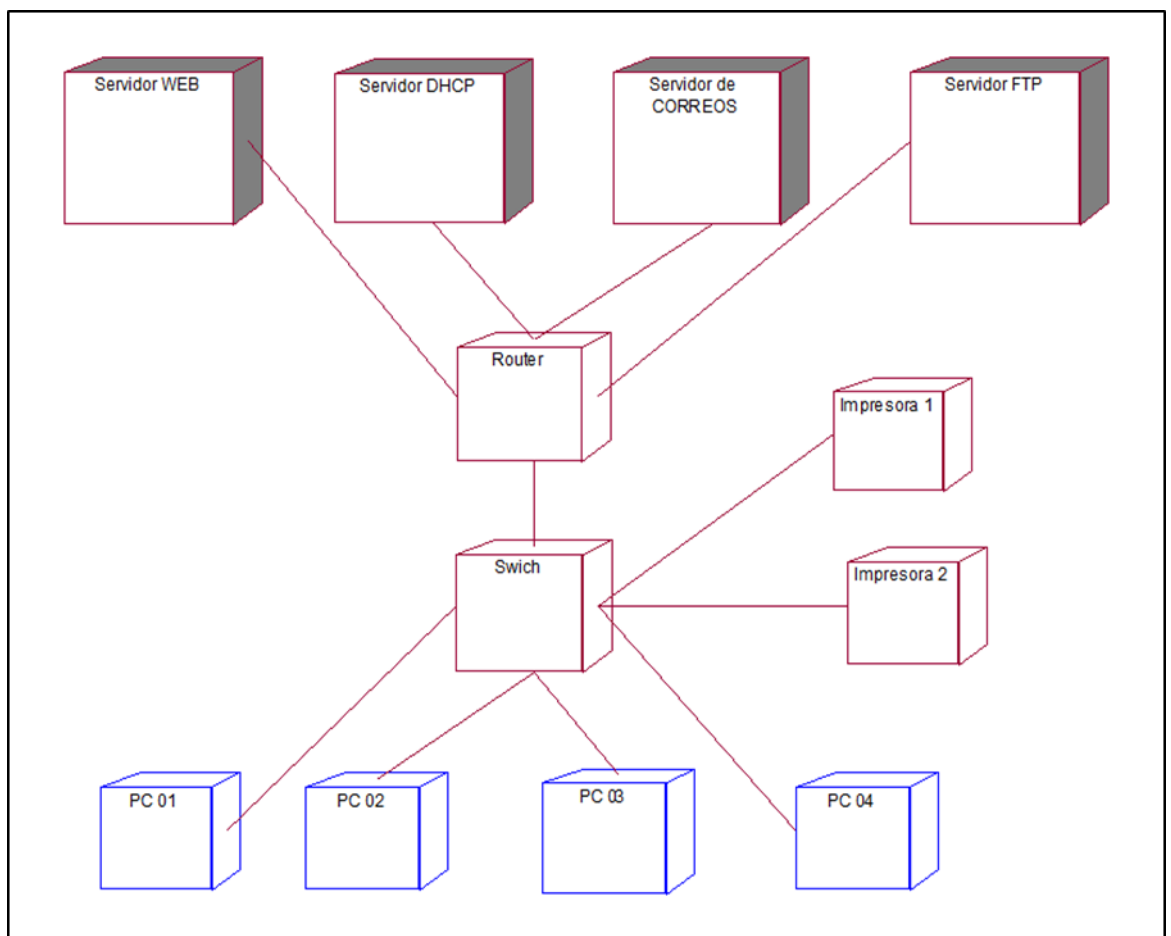 Servidor WEB
Servidor DHCP
Servidor de
CORREOS
Servidor FTP
Router
Impresora 1
Swich
Impresora 2
PC 01
PC 02
PC 03
PC 04